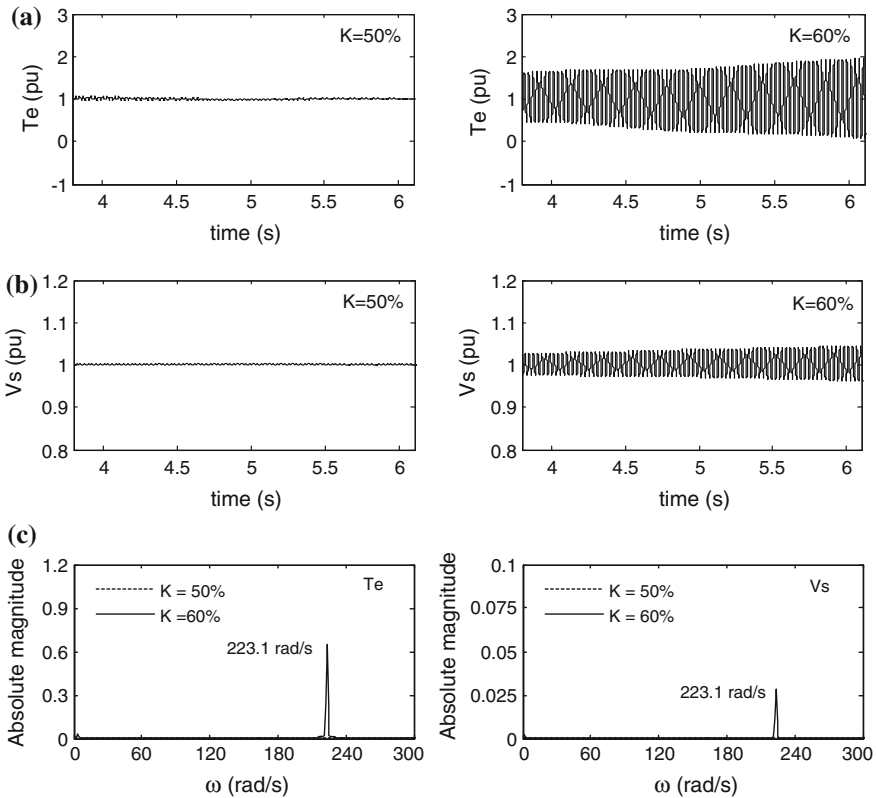 (a)
3
2
1
0
-1
Te (pu)
K=50%
4
4.5
5
5.5
6
time (s)
3
2
1
0
-1
Te (pu)
K=60%
4
4.5
5
5.5
6
time (s)
(b)
1.2
1.1
1
0.9
0.8
Vs (pu)
K=50%
4
4.5
5
5.5
6
time (s)
1.2
1.1
1
0.9
0.8
Vs (pu)
K=60%
4
4.5
5
5.5
6
time (s)
(c)
1.2
0.9
0.6
0.3
0
Absolute magnitude
K = 50%
K =60%
Te
223.1 rad/s
0
60
120
180
240
300
ω (rad/s)
0.1
0.075
0.05
0.025
0
Absolute magnitude
K = 50%
K = 60%
Vs
223.1 rad/s
0
60
120
180
240
300
ω (rad/s)